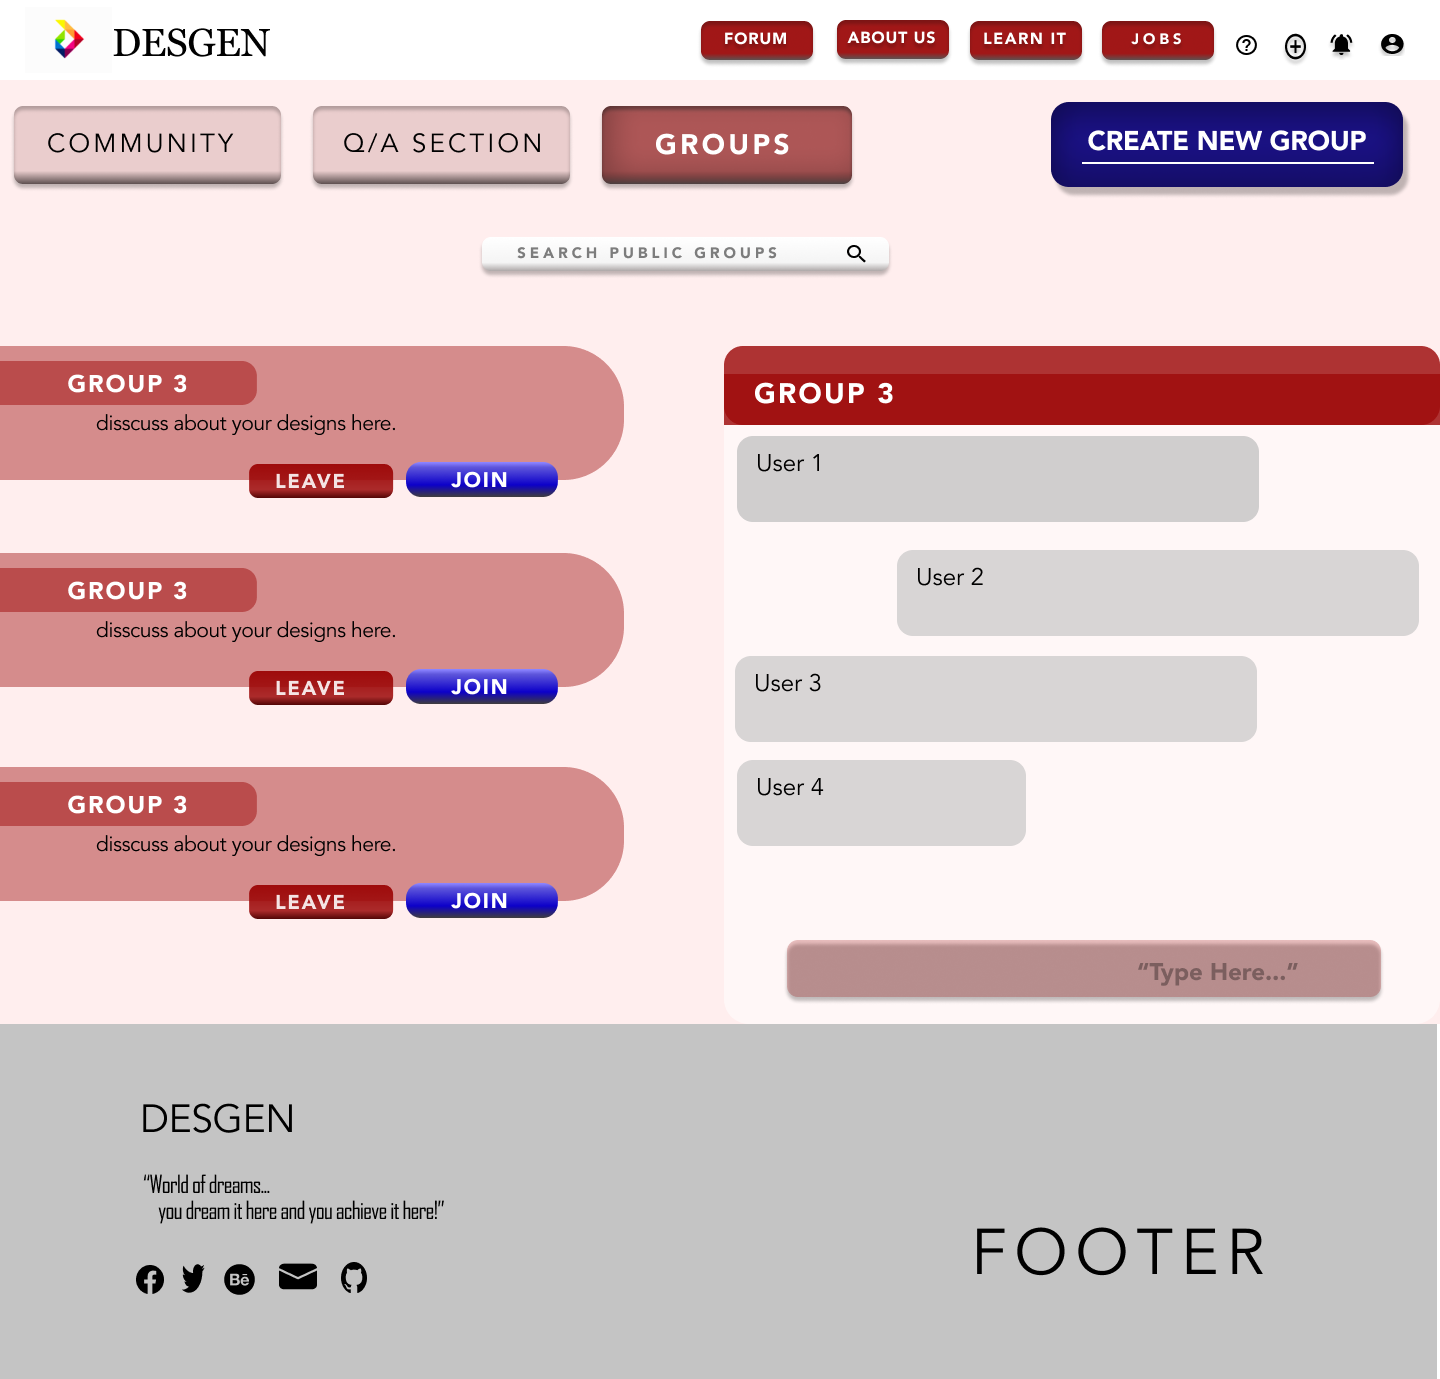 DESGEN
FORUM
ABOUT US
LEARN IT
JOBS
COMMUNITY
Q/A SECTION
GROUPS
CREATE NEW GROUP
SEARCH PUBLIC GROUPS
GROUP 3
disscuss about your designs here.
LEAVE
JOIN
GROUP 3
disscuss about your designs here.
LEAVE
JOIN
GROUP 3
disscuss about your designs here.
LEAVE
JOIN
GROUP 3
User 1
User 2
User 3
User 4
“Type Here...”
DESGEN
“World of dreams...
you dream it here and you achieve it here!”
Bē
FOOTER